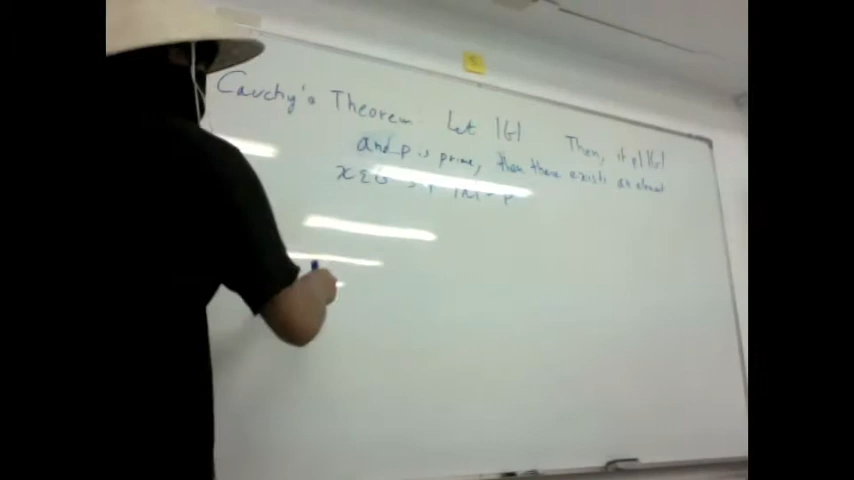 Cauchy's Theorem: Let |G| Then, if p||G|
and p is prime, then there exists an element
x ∈ G s.t. |x| = p